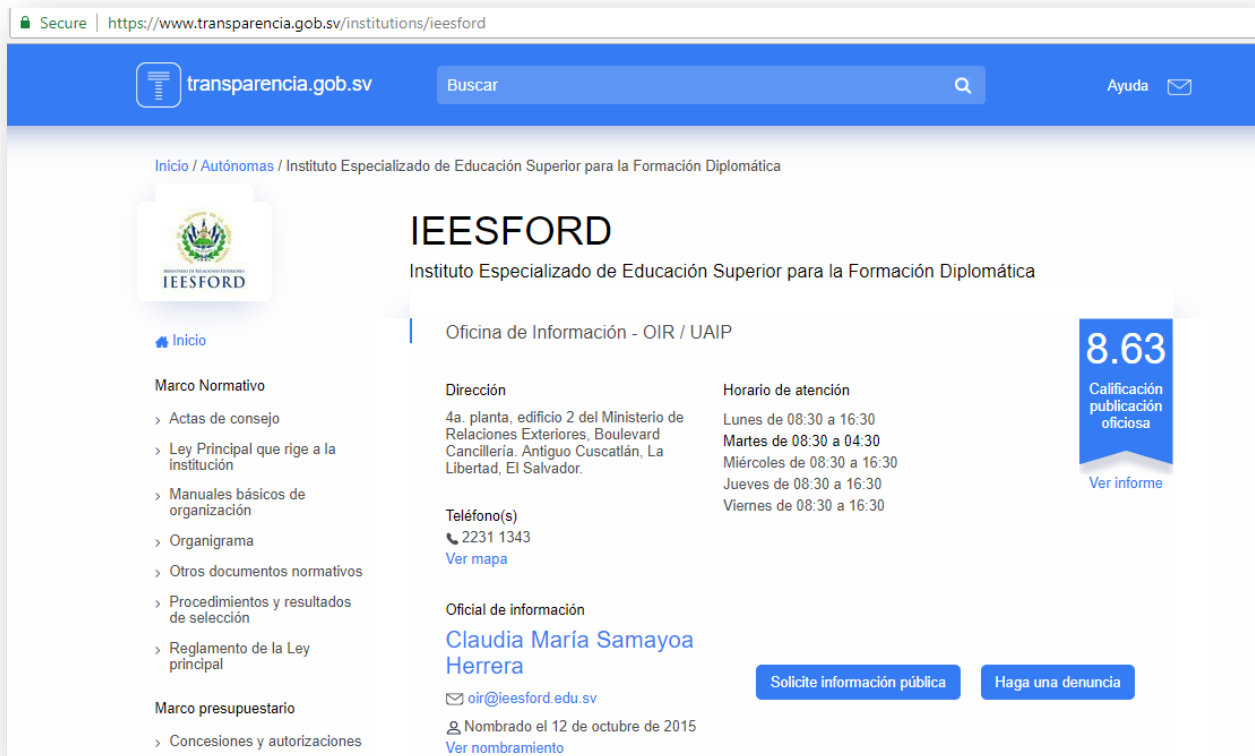 Secure | https://www.transparencia.gob.sv/institutions/ieesford
transparencia.gob.sv
Buscar
Ayuda
Inicio / Autónomas / Instituto Especializado de Educación Superior para la Formación Diplomática
MINISTERIO DE RELACIONES EXTERIORES
IEESFORD
IEESFORD
Instituto Especializado de Educación Superior para la Formación Diplomática
Inicio
Marco Normativo
Actas de consejo
Ley Principal que rige a la
institución
Manuales básicos de
organización
Organigrama
Otros documentos normativos
Procedimientos y resultados
de selección
Reglamento de la Ley
principal
Marco presupuestario
Concesiones y autorizaciones
Oficina de Información - OIR / UAIP
Dirección
4a. planta, edificio 2 del Ministerio de
Relaciones Exteriores, Boulevard
Cancillería. Antiguo Cuscatlán, La
Libertad, El Salvador.
Teléfono(s)
2231 1343
Ver mapa
Horario de atención
Lunes de 08:30 a 16:30
Martes de 08:30 a 04:30
Miércoles de 08:30 a 16:30
Jueves de 08:30 a 16:30
Viernes de 08:30 a 16:30
8.63
Calificación
publicación
oficiosa
Ver informe
Oficial de información
Claudia María Samayoa
Herrera
oir@ieesford.edu.sv
Nombrado el 12 de octubre de 2015
Ver nombramiento
Solicite información pública
Haga una denuncia